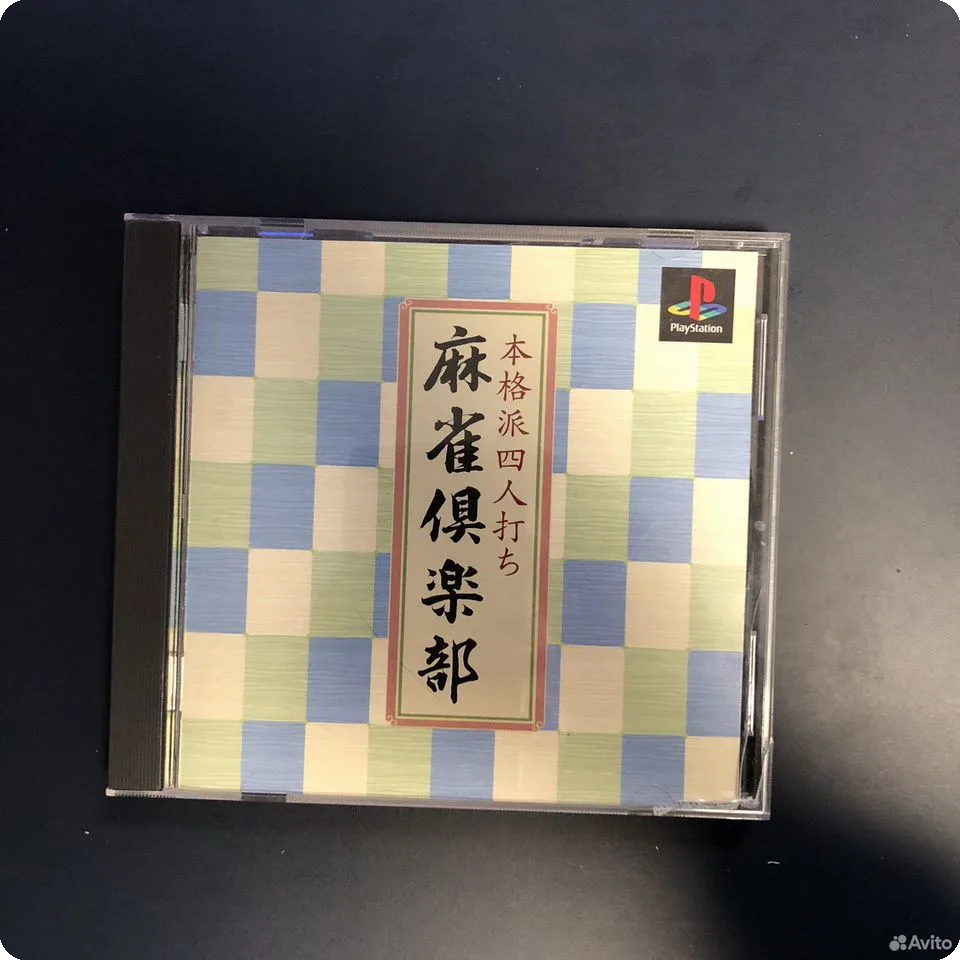 本格派四人打ち
麻雀倶楽部
PlayStation
Avito